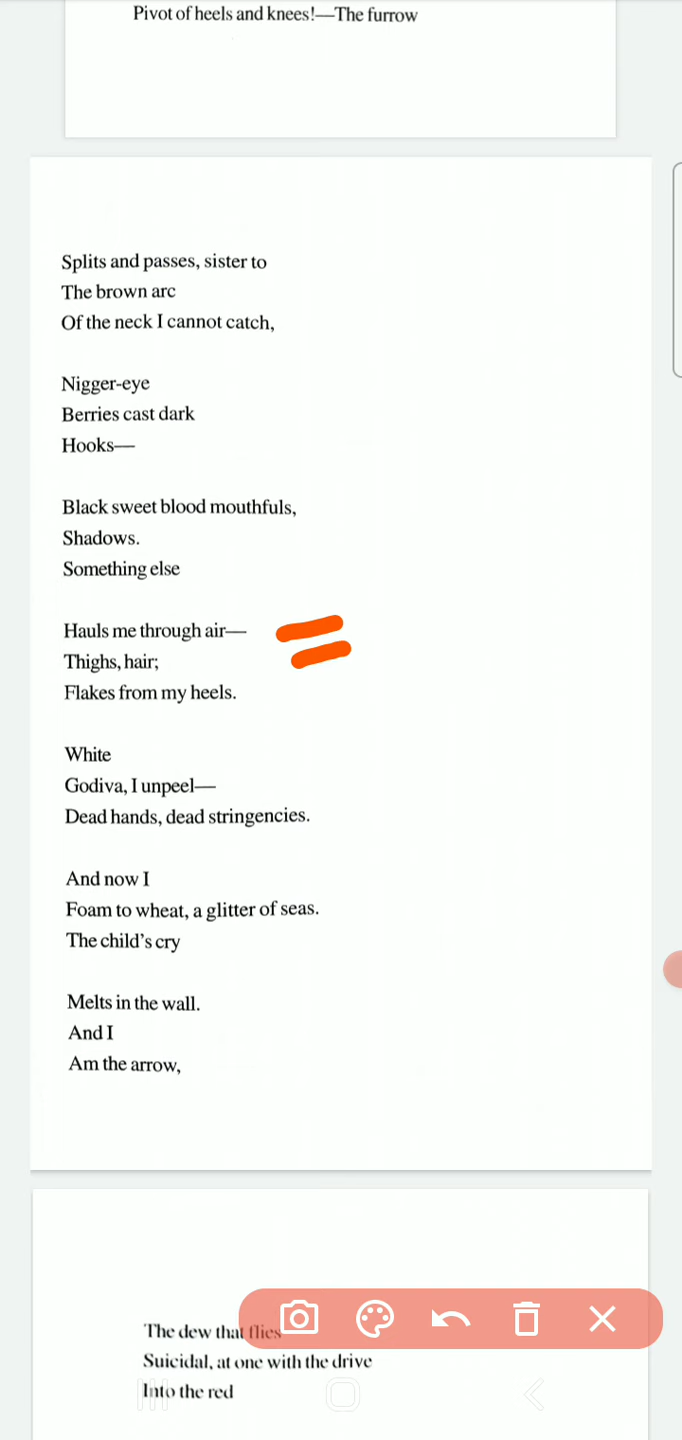 Pivot of heels and knees!—The furrow
Splits and passes, sister to
The brown arc
Of the neck I cannot catch,
Nigger-eye
Berries cast dark
Hooks—
Black sweet blood mouthfuls,
Shadows.
Something else
Hauls me through air—
Thighs, hair;
Flakes from my heels.
White
Godiva, I unpeel—
Dead hands, dead stringencies.
And now I
Foam to wheat, a glitter of seas.
The child's cry
Melts in the wall.
And I
Am the arrow,
The dew that flies
Suicidal, at one with the drive
Into the red